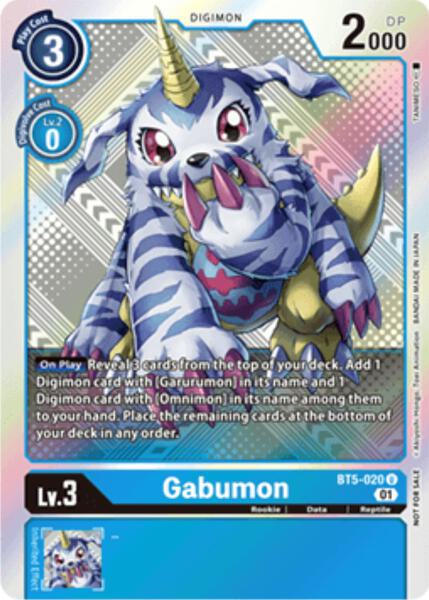 Play Cost
3
DIGIMON
DP
2000
Digivolve Cost
Lv.2
0
TANIMESO
On Play Reveal 3 cards from the top of your deck. Add 1
Digimon card with [Garurumon] in its name and 1
Digimon card with [Omnimon] in its name among them
to your hand. Place the remaining cards at the bottom of
your deck in any order.
©Akiyoshi Hongo, Toei Animation BANDAI MADE IN JAPAN
NOT FOR SALE
Lv.3
Gabumon
BT5-020 U
01
Rookie | Data | Reptile
Inherited Effect
-